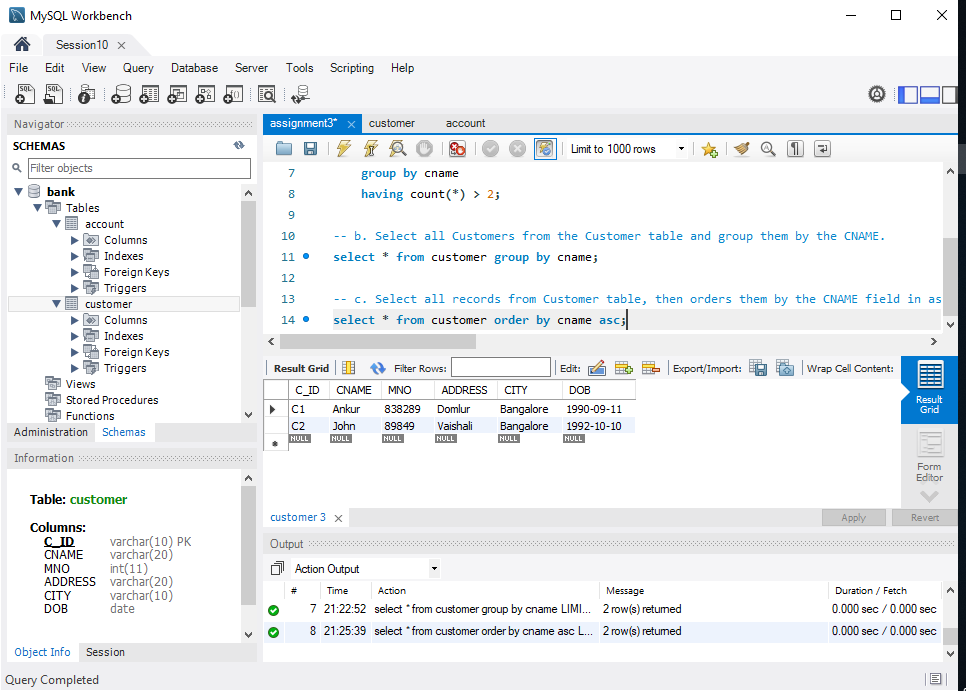 MySQL Workbench
Session10
File Edit View Query Database Server Tools Scripting Help
Navigator
SCHEMAS
Filter objects
bank
Tables
account
Columns
Indexes
Foreign Keys
Triggers
customer
Columns
Indexes
Foreign Keys
Triggers
Views
Stored Procedures
Functions
Administration Schemas
Information
Table: customer
Columns:
C_ID varchar(10) PK
CNAME varchar(20)
MNO int(11)
ADDRESS varchar(20)
CITY varchar(10)
DOB date
Object Info Session
assignment3* customer account
Limit to 1000 rows
7 group by cname
8 having count(*) > 2;
9
10 -- b. Select all Customers from the Customer table and group them by the CNAME.
11 select * from customer group by cname;
12
13 -- c. Select all records from Customer table, then orders them by the CNAME field in as
14 select * from customer order by cname asc;
Result Grid Filter Rows: Edit: Export/Import: Wrap Cell Content:
C_ID CNAME MNO ADDRESS CITY DOB
C1 Ankur 838289 Domlur Bangalore 1990-09-11
C2 John 89849 Vaishali Bangalore 1992-10-10
NULL NULL NULL NULL NULL NULL
Result
Grid
Form
Editor
customer 3 Apply Revert
Output
Action Output
# Time Action Message Duration / Fetch
7 21:22:52 select * from customer group by cname LIMI... 2 row(s) returned 0.000 sec / 0.000 sec
8 21:25:39 select * from customer order by cname asc L... 2 row(s) returned 0.000 sec / 0.000 sec
Query Completed